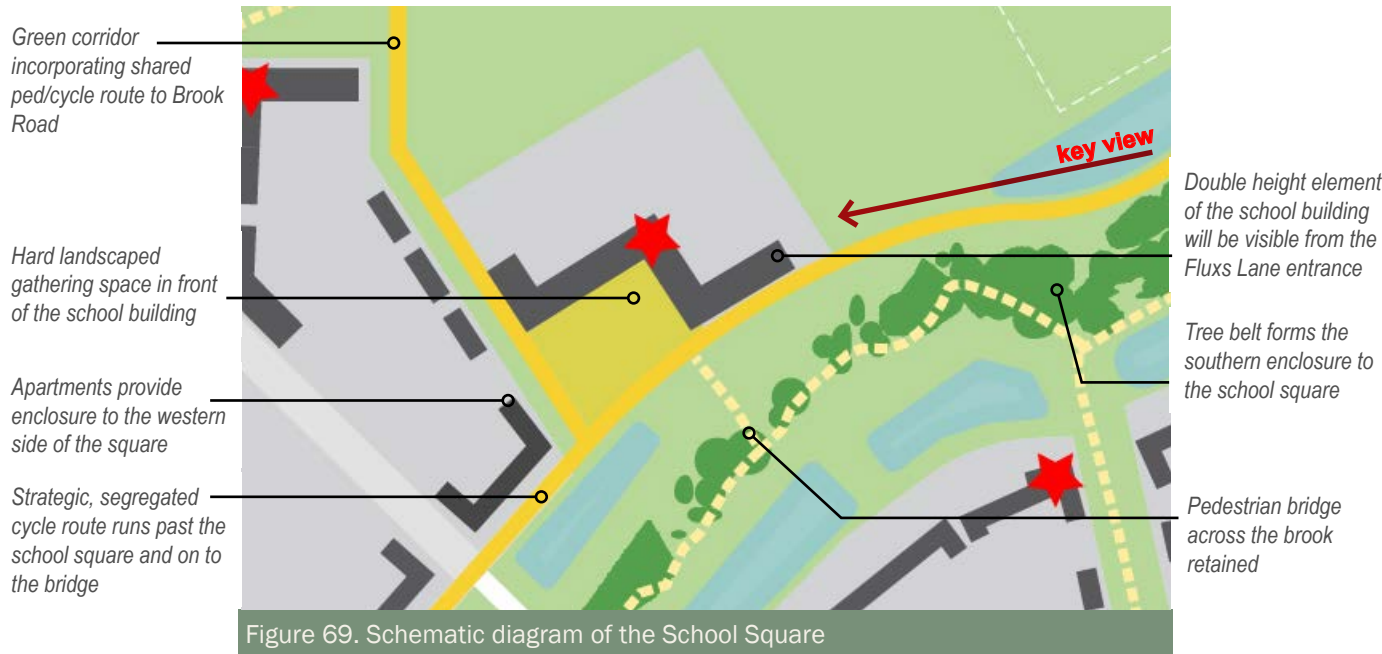 Green corridor
incorporating shared
ped/cycle route to Brook
Road
Hard landscaped
gathering space in front
of the school building
Apartments provide
enclosure to the western
side of the square
Strategic, segregated
cycle route runs past the
school square and on to
the bridge
key view
Double height element
of the school building
will be visible from the
Fluxs Lane entrance
Tree belt forms the
southern enclosure to
the school square
Pedestrian bridge
across the brook
retained
Figure 69. Schematic diagram of the School Square